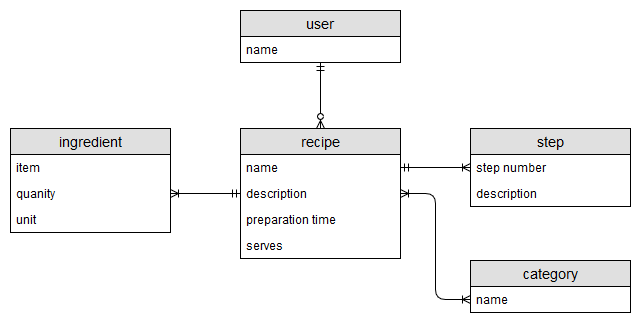 user
name
ingredient
item
quanity
unit
recipe
name
description
preparation time
serves
step
step number
description
category
name